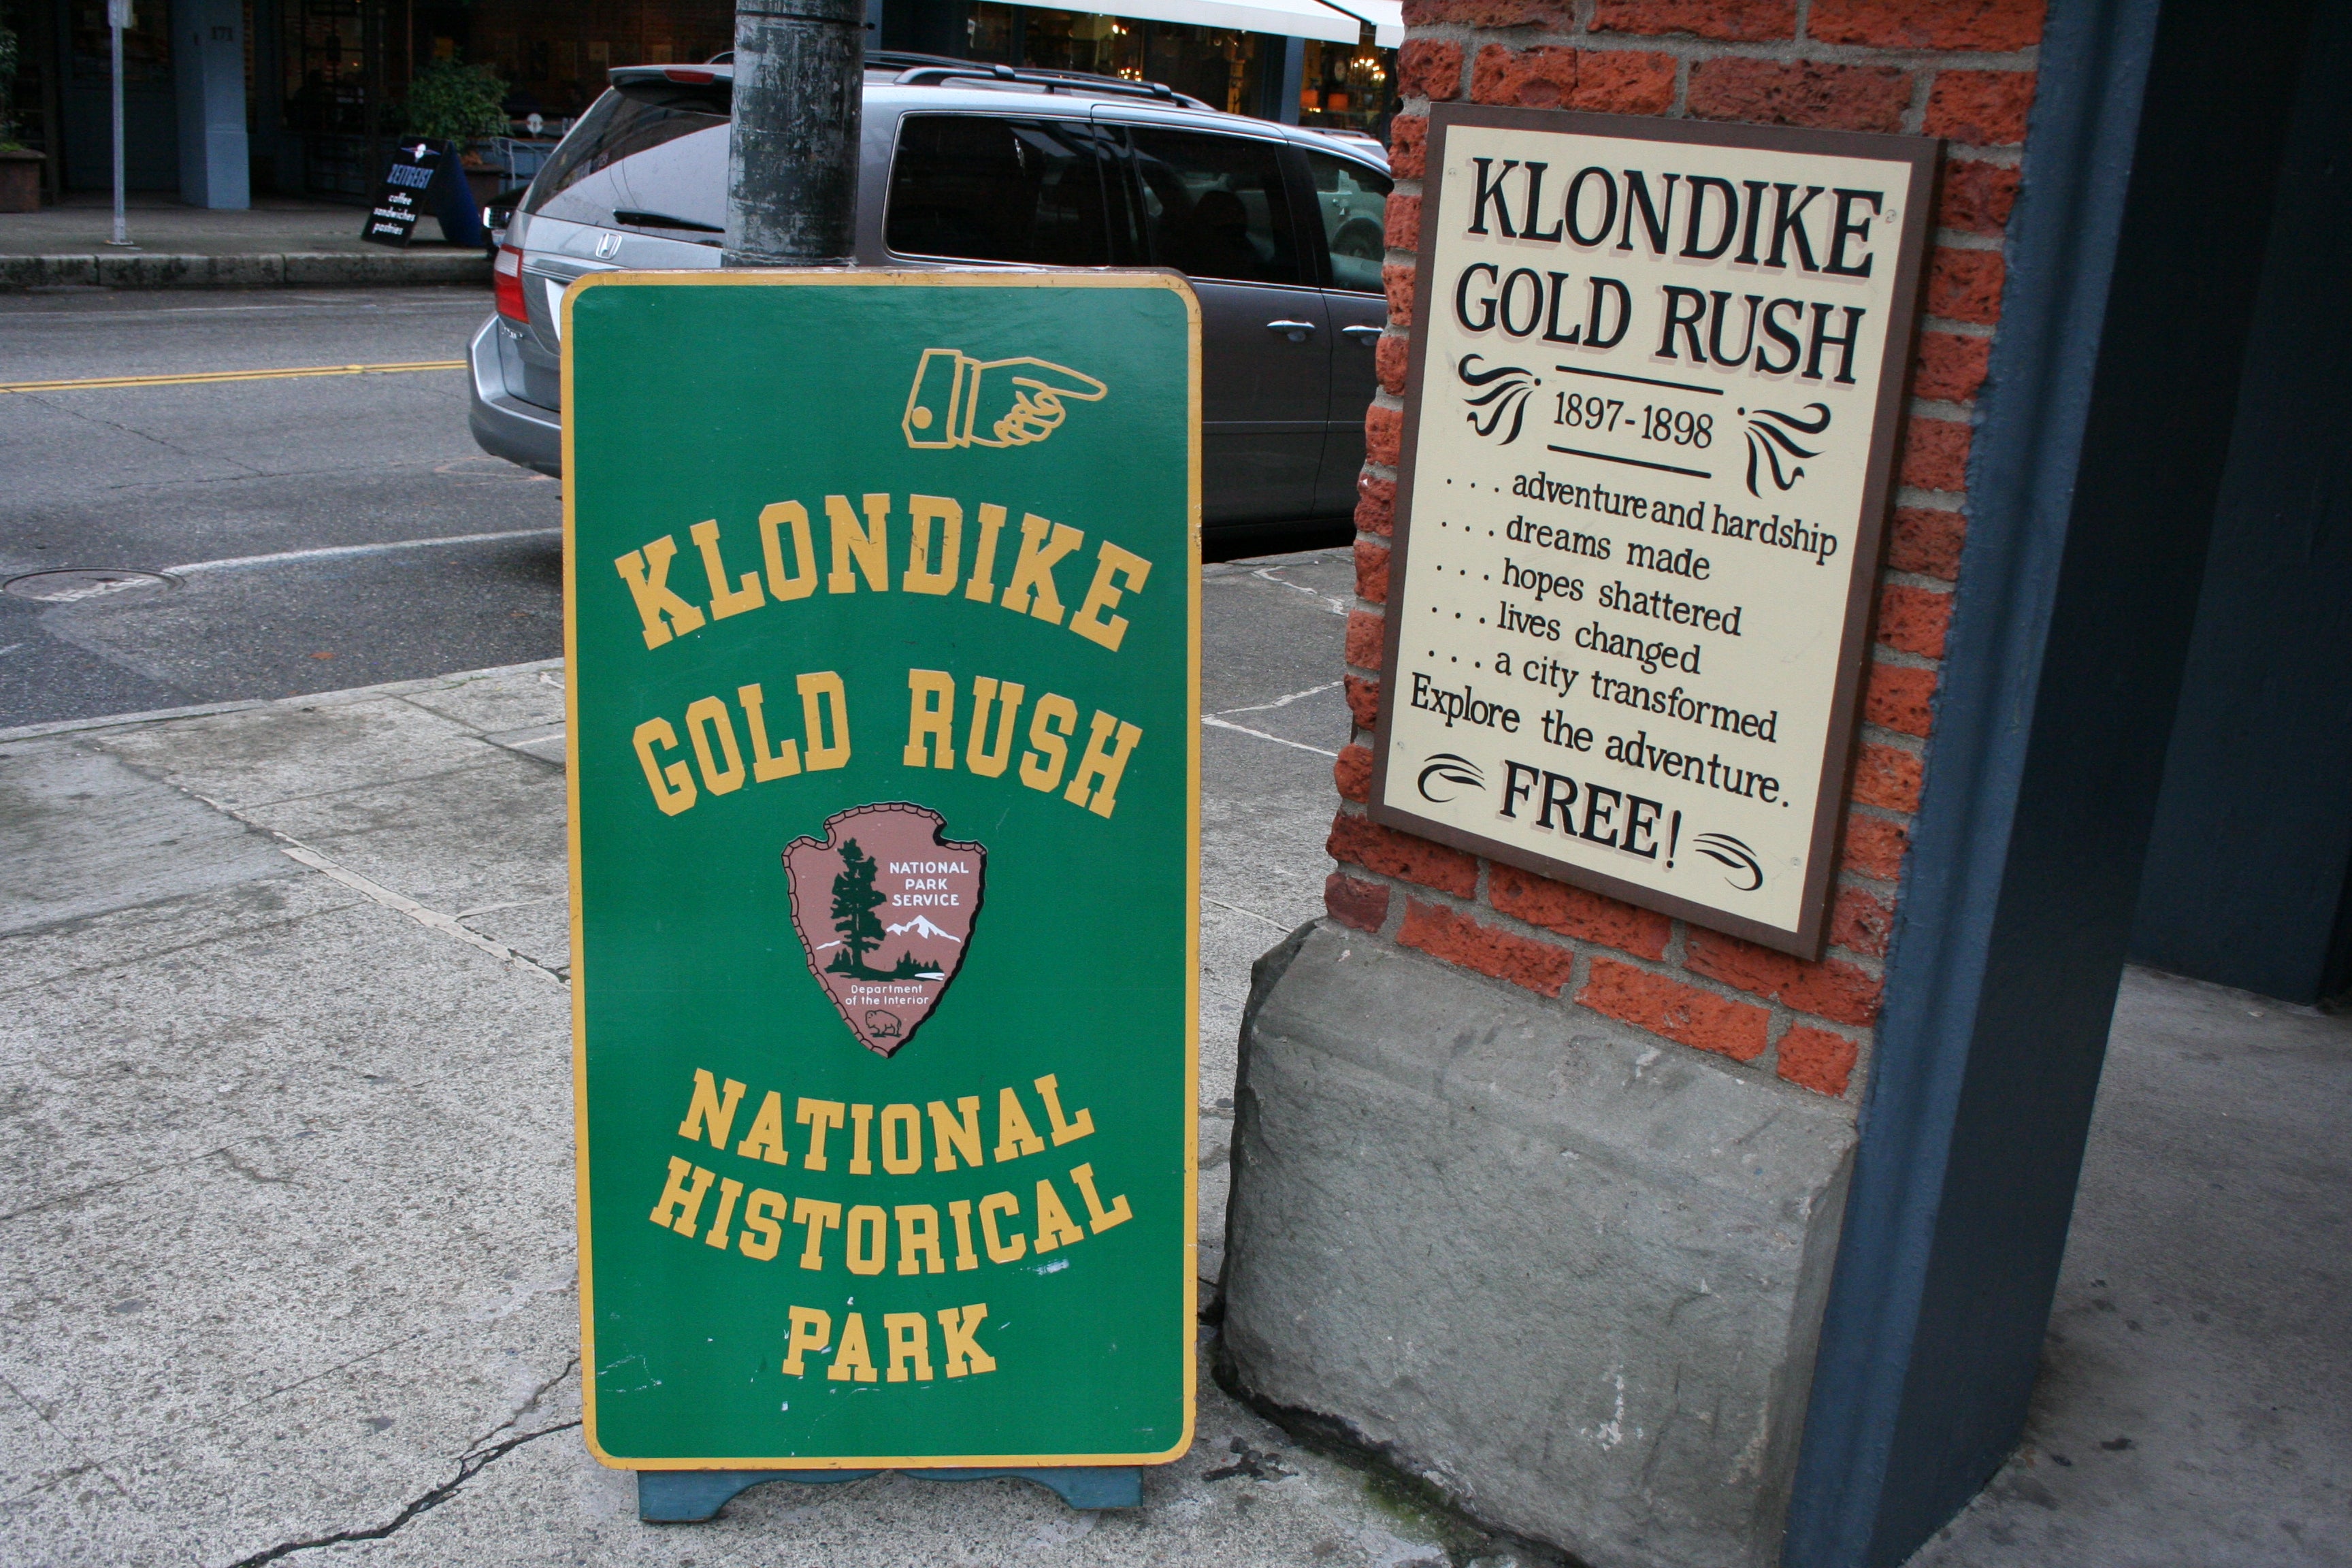 171
ZEITGEIST
coffee
sandwiches
pastries
KLONDIKE
GOLD RUSH
NATIONAL
PARK
SERVICE
Department
of the Interior
NATIONAL
HISTORICAL
PARK
KLONDIKE
GOLD RUSH
1897-1898
. . . adventure and hardship
. . . dreams made
. . . hopes shattered
. . . lives changed
. . . a city transformed
Explore the adventure.
FREE!